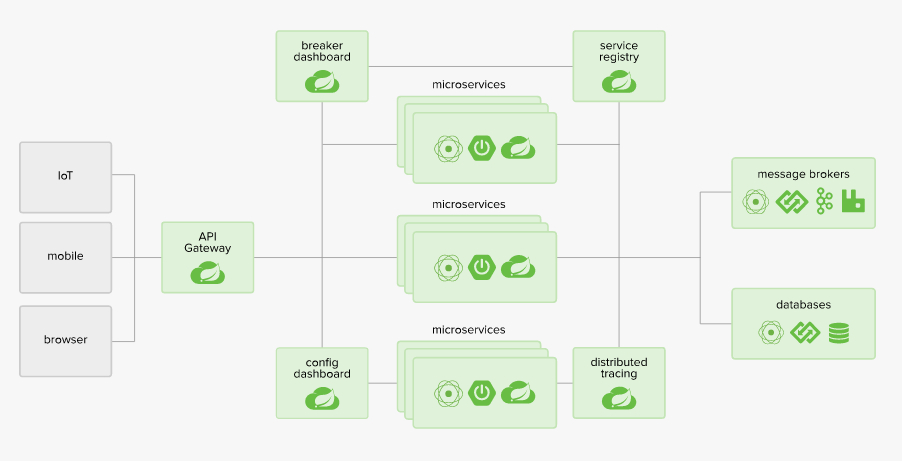 breaker
dashboard
service
registry
microservices
IoT
message brokers
microservices
API
Gateway
mobile
databases
microservices
browser
config
dashboard
distributed
tracing